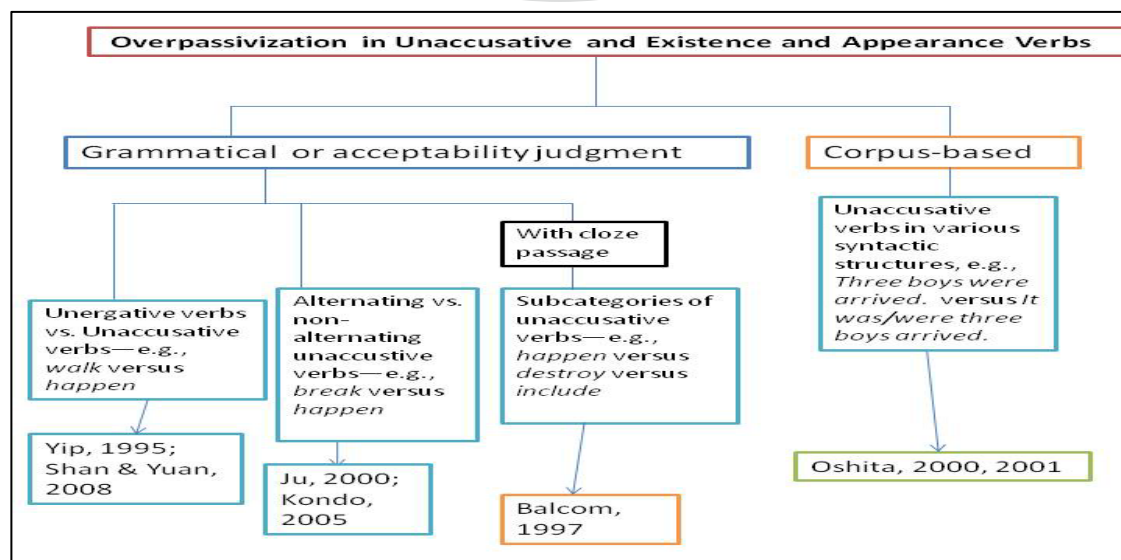 Overpassivization in Unaccusative and Existence and Appearance Verbs
Grammatical or acceptability judgment
Corpus-based
With cloze
passage
Unaccusative
verbs in various
syntactic
structures, e.g.,
Three boys were
arrived. versus It
was/were three
boys arrived.
Unergative verbs
vs. Unaccusative
verbs—e.g.,
walk versus
happen
Alternating vs.
non-
alternating
unaccustive
verbs—e.g.,
break versus
happen
Subcategories of
unaccusative
verbs—e.g.,
happen versus
destroy versus
include
Yip, 1995;
Shan & Yuan,
2008
Ju, 2000;
Kondo,
2005
Balcom,
1997
Oshita, 2000, 2001